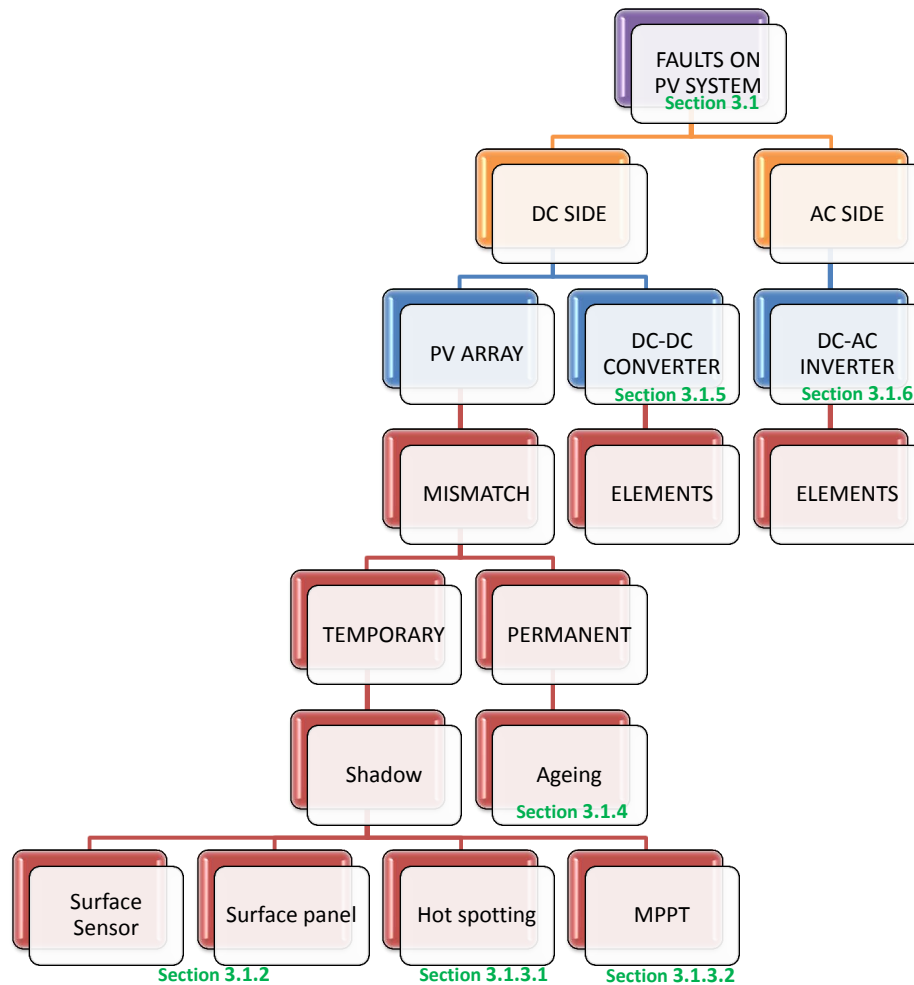 FAULTS ON
PV SYSTEM
Section 3.1
DC SIDE
AC SIDE
PV ARRAY
DC-DC
CONVERTER
Section 3.1.5
DC-AC
INVERTER
Section 3.1.6
MISMATCH
ELEMENTS
ELEMENTS
TEMPORARY
PERMANENT
Shadow
Ageing
Section 3.1.4
Surface
Sensor
Surface panel
Hot spotting
MPPT
Section 3.1.2
Section 3.1.3.1
Section 3.1.3.2